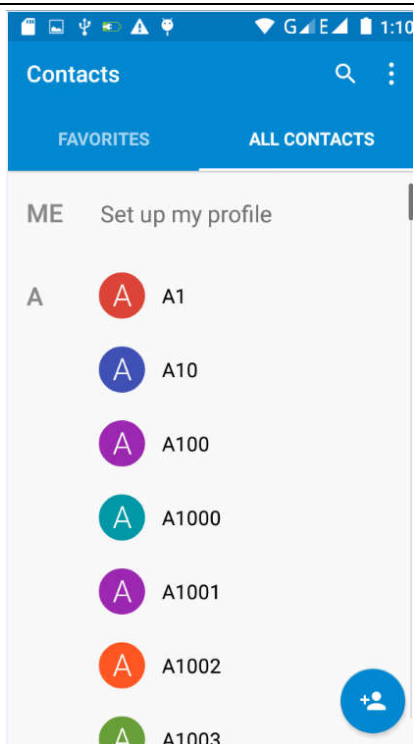 G E 1:10
Contacts
FAVORITES ALL CONTACTS
ME Set up my profile
A A A1
A A10
A A100
A A1000
A A1001
A A1002
A A1003